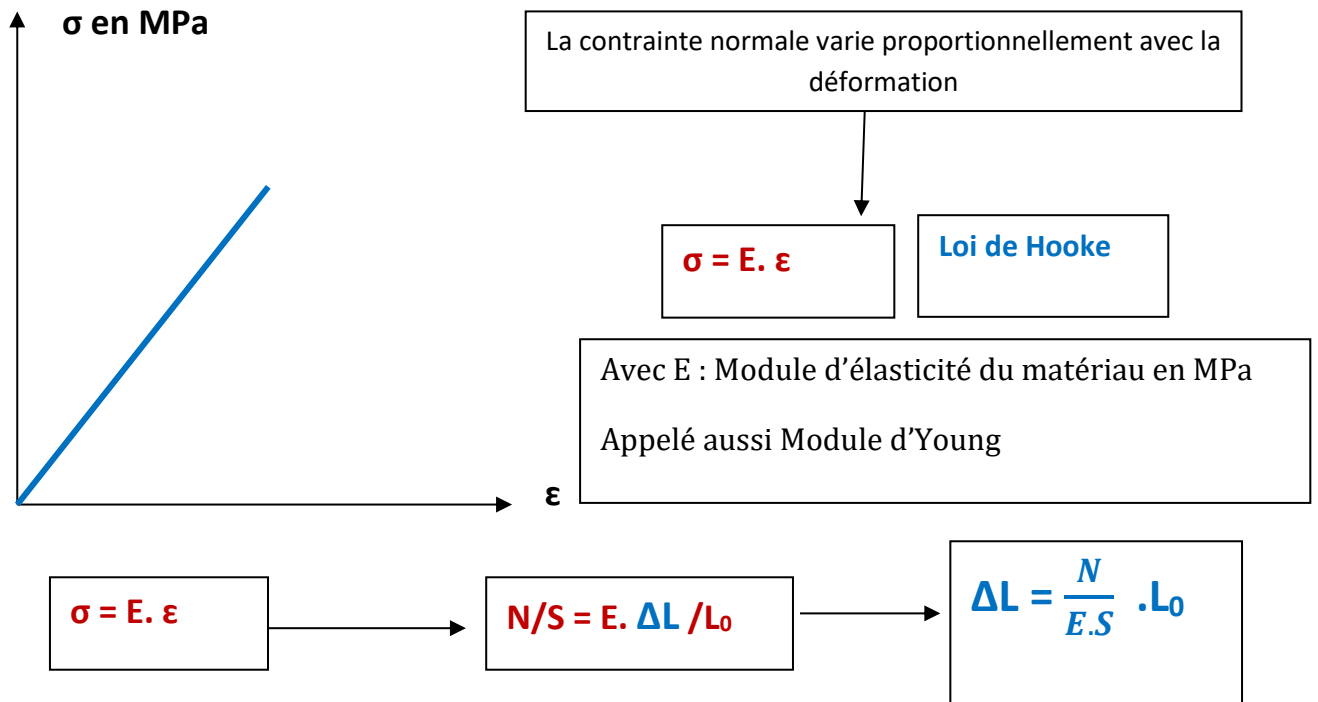 σ en MPa
La contrainte normale varie proportionnellement avec la
déformation
σ = E. ε
Loi de Hooke
Avec E : Module d’élasticité du matériau en MPa
Appelé aussi Module d’Young
ε
σ = E. ε
N/S = E. ΔL /L₀
ΔL = N/E.S .L₀